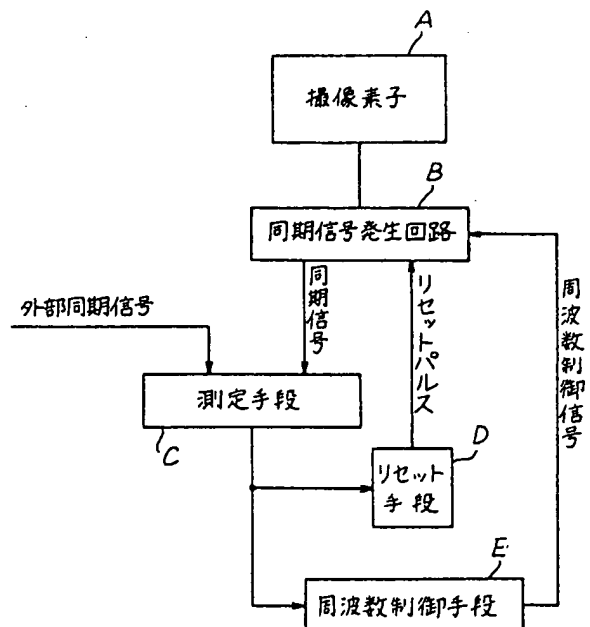 A
撮像素子
B
同期信号発生回路
同期信号
リセットパルス
周波数制御信号
外部同期信号
測定手段
C
D
リセット
手段
E
周波数制御手段